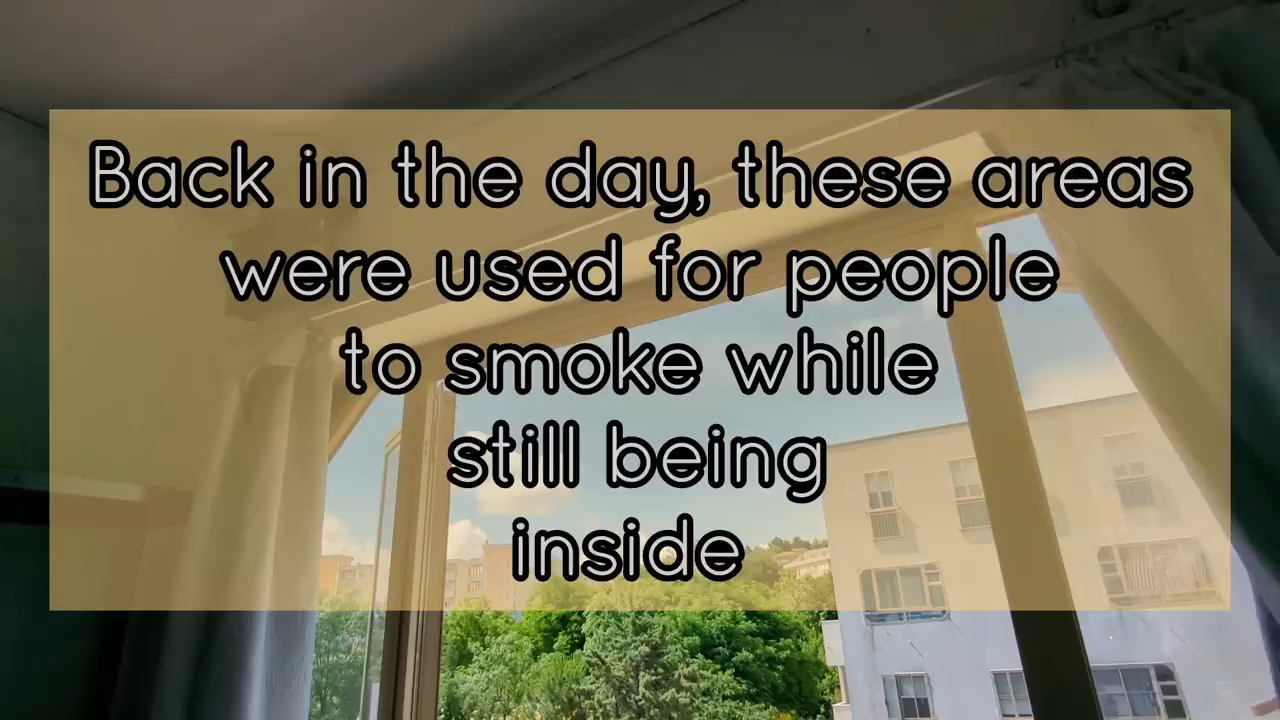 Back in the day, these areas
were used for people
to smoke while
still being
inside